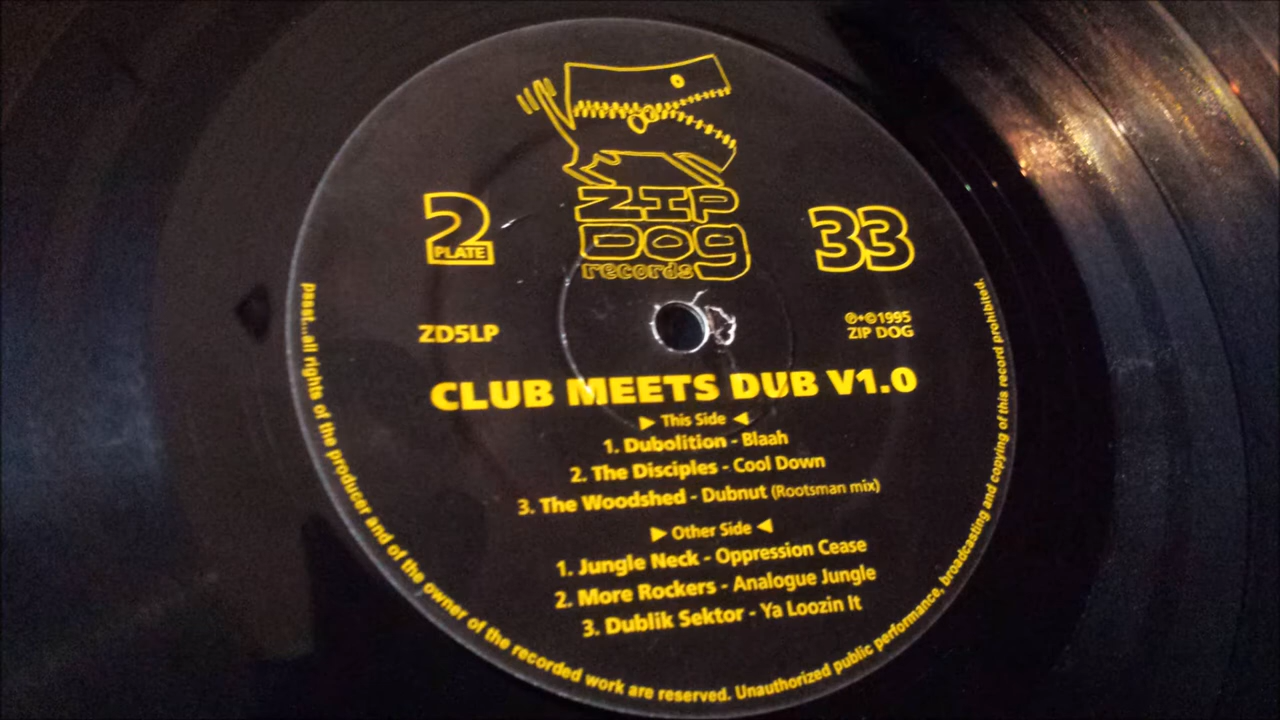 ZIP
DOG
records
2
PLATE
33
ZD5LP
℗+©1995
ZIP DOG
CLUB MEETS DUB V1.0
▶ This Side ◀
1. Dubolition - Blaah
2. The Disciples - Cool Down
3. The Woodshed - Dubnut (Rootsman mix)
▶ Other Side ◀
1. Jungle Neck - Oppression Cease
2. More Rockers - Analogue Jungle
3. Dublik Sektor - Ya Loozin It
pssst...all rights of the producer and of the owner of the recorded work are reserved. Unauthorized public performance, broadcasting and copying of this record prohibited.